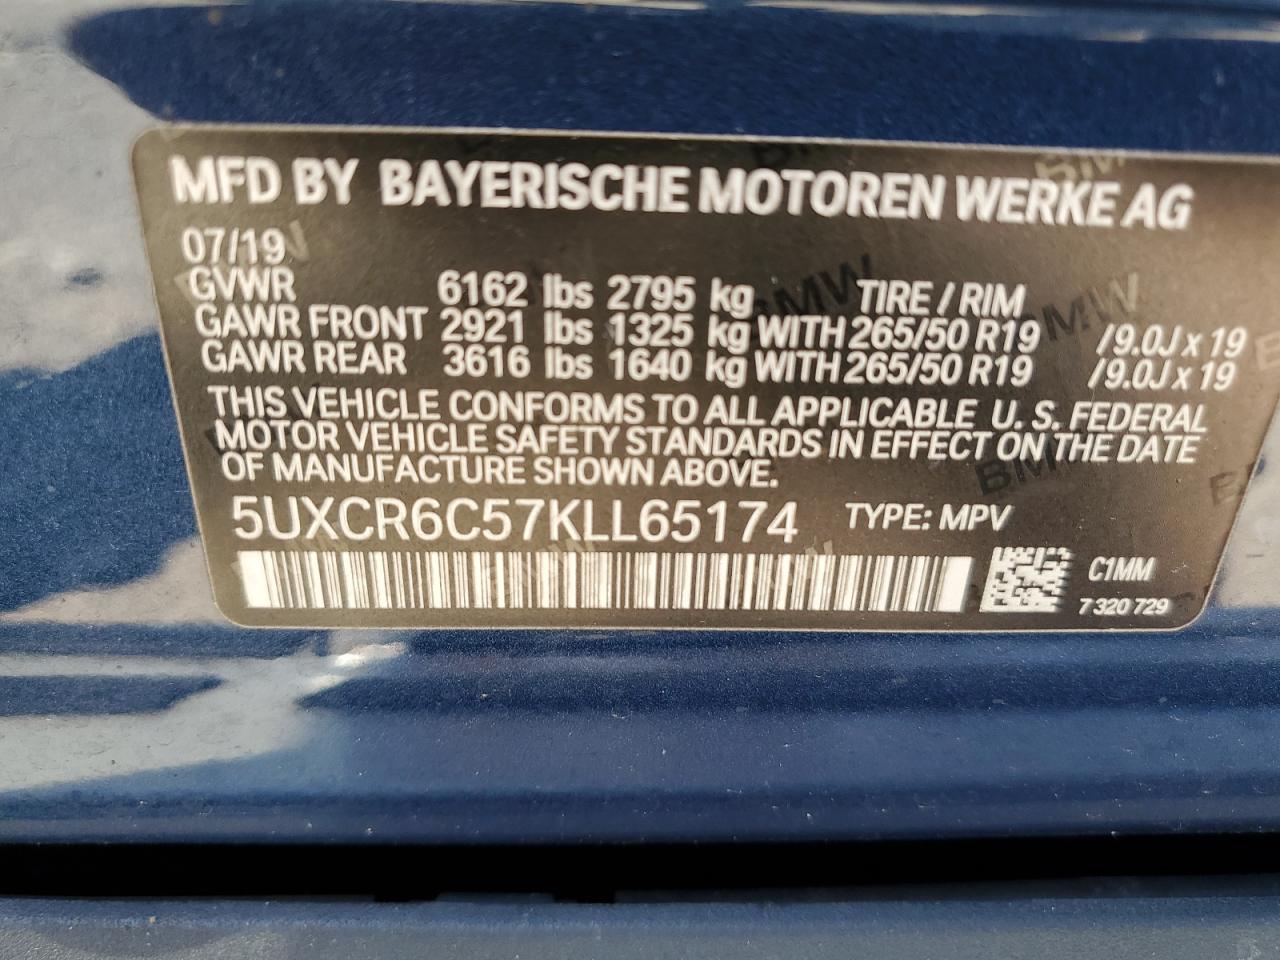 MFD BY BAYERISCHE MOTOREN WERKE AG
07/19
GVWR 6162 lbs 2795 kg TIRE / RIM
GAWR FRONT 2921 lbs 1325 kg WITH 265/50 R19 /9.0J x 19
GAWR REAR 3616 lbs 1640 kg WITH 265/50 R19 /9.0J x 19
THIS VEHICLE CONFORMS TO ALL APPLICABLE U. S. FEDERAL
MOTOR VEHICLE SAFETY STANDARDS IN EFFECT ON THE DATE
OF MANUFACTURE SHOWN ABOVE.
5UXCR6C57KLL65174 TYPE: MPV
C1MM
7 320 729